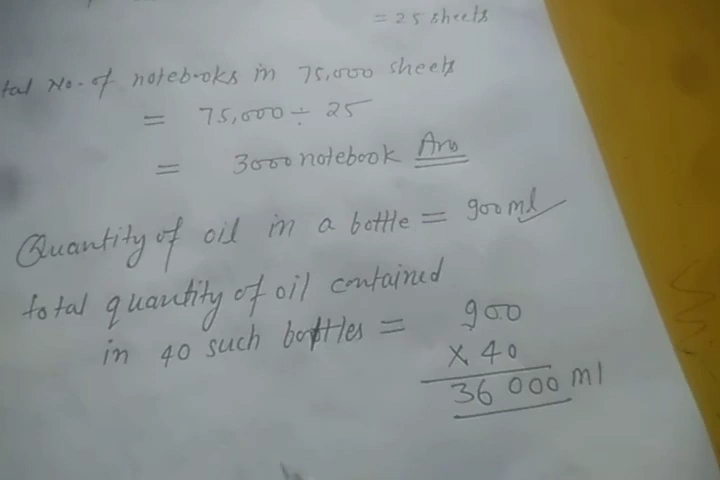 = 25 sheets
tal No. of notebooks in 75,000 sheets
= 75,000 ÷ 25
= 3000 notebook Ans
Quantity of oil in a bottle = 900 ml
total quantity of oil contained
in 40 such bottles = 900
x 40
36 000 ml